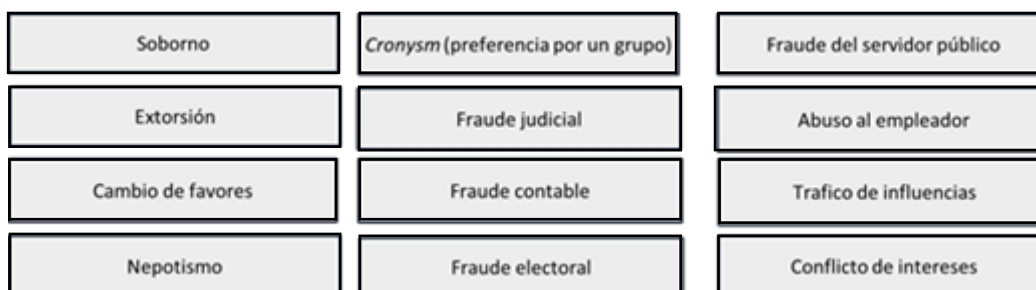 Soborno
Cronysm (preferencia por un grupo)
Fraude del servidor público
Extorsión
Fraude judicial
Abuso al empleador
Cambio de favores
Fraude contable
Trafico de influencias
Nepotismo
Fraude electoral
Conflicto de intereses